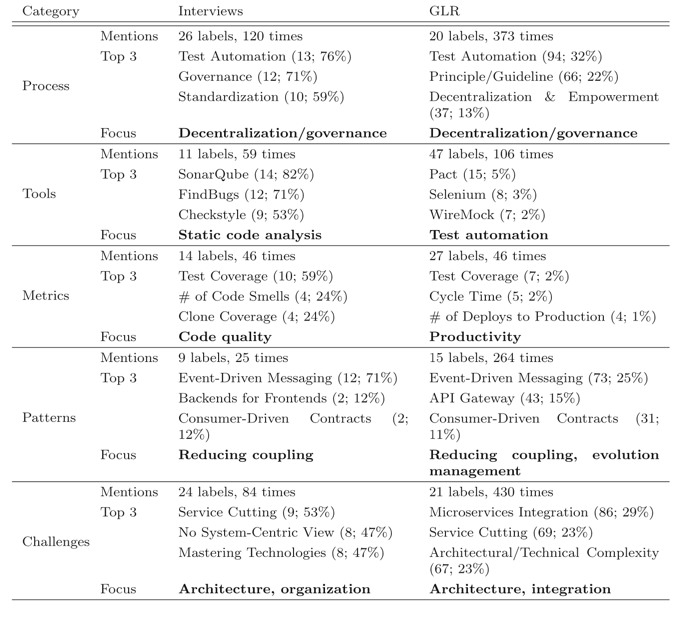 Category Interviews GLR
Mentions 26 labels, 120 times 20 labels, 373 times
Top 3 Test Automation (13; 76%) Test Automation (94; 32%)
Governance (12; 71%) Principle/Guideline (66; 22%)
Process
Standardization (10; 59%) Decentralization & Empowerment
(37; 13%)
Focus Decentralization/governance Decentralization/governance
Mentions 11 labels, 59 times 47 labels, 106 times
Top 3 SonarQube (14; 82%) Pact (15; 5%)
Tools FindBugs (12; 71%) Selenium (8; 3%)
Checkstyle (9; 53%) WireMock (7; 2%)
Focus Static code analysis Test automation
Mentions 14 labels, 46 times 27 labels, 46 times
Top 3 Test Coverage (10; 59%) Test Coverage (7; 2%)
Metrics # of Code Smells (4; 24%) Cycle Time (5; 2%)
Clone Coverage (4; 24%) # of Deploys to Production (4; 1%)
Focus Code quality Productivity
Mentions 9 labels, 25 times 15 labels, 264 times
Top 3 Event-Driven Messaging (12; 71%) Event-Driven Messaging (73; 25%)
Backends for Frontends (2; 12%) API Gateway (43; 15%)
Patterns Consumer-Driven Contracts (2; Consumer-Driven Contracts (31;
12%) 11%)
Focus Reducing coupling Reducing coupling, evolution
management
Mentions 24 labels, 84 times 21 labels, 430 times
Top 3 Service Cutting (9; 53%) Microservices Integration (86; 29%)
No System-Centric View (8; 47%) Service Cutting (69; 23%)
Challenges
Mastering Technologies (8; 47%) Architectural/Technical Complexity
(67; 23%)
Focus Architecture, organization Architecture, integration